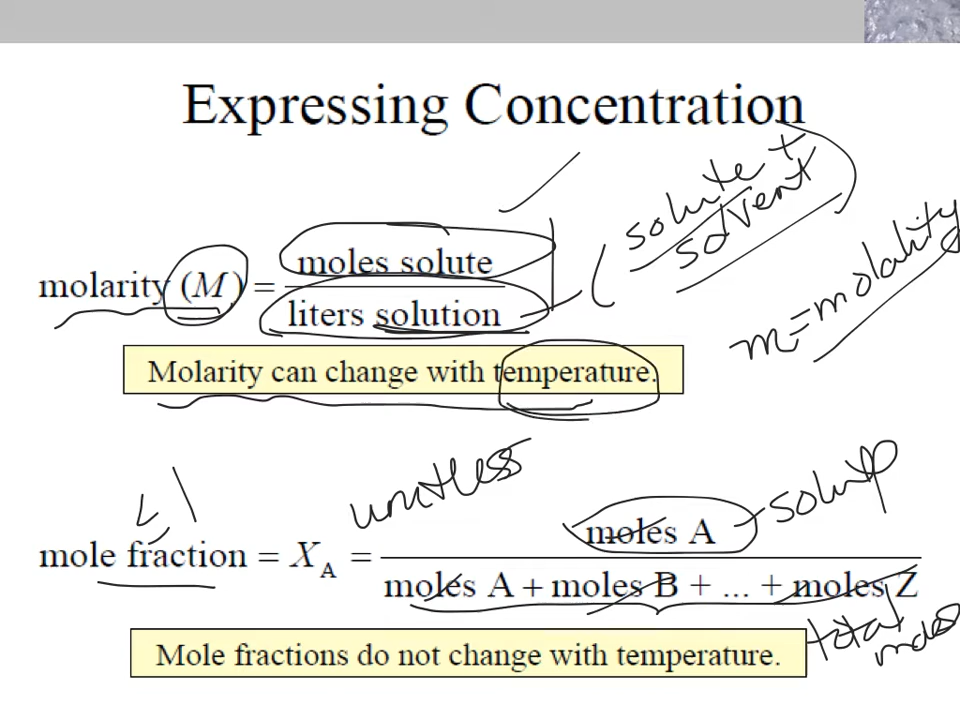 Expressing Concentration
solute +
solvent
molarity (M) = moles solute
liters solution
m = molality
Molarity can change with temperature.
unitless
solute
mole fraction = X A = moles A
moles A + moles B + ... + moles Z
total
moles
Mole fractions do not change with temperature.